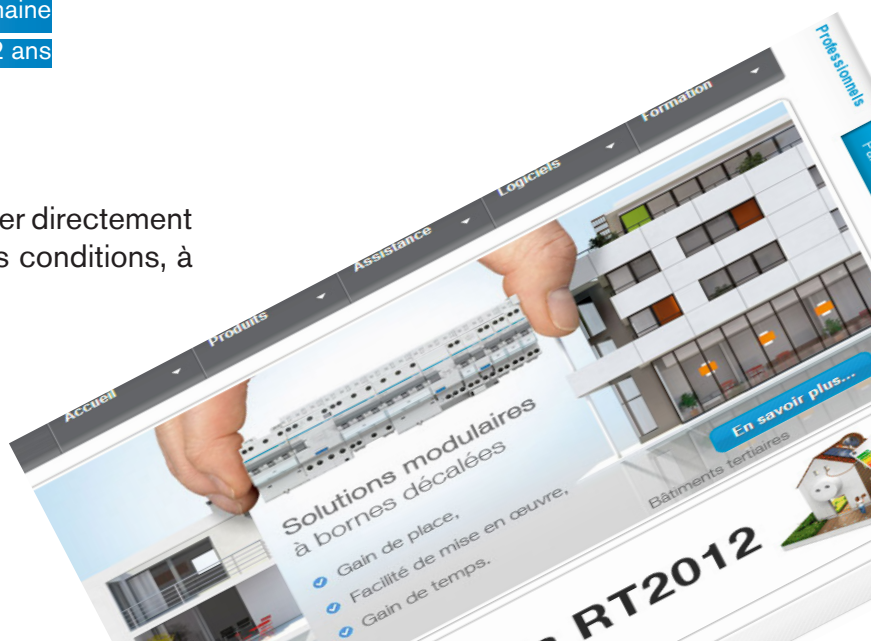 2 ans
er directement
s conditions, à
Professionnels
Accueil
Produits
Assistance
Logiciels
Formation
Solutions modulaires
à bornes décalées
Gain de place,
Facilité de mise en œuvre,
Gain de temps.
En savoir plus...
Bâtiments tertiaires
RT2012